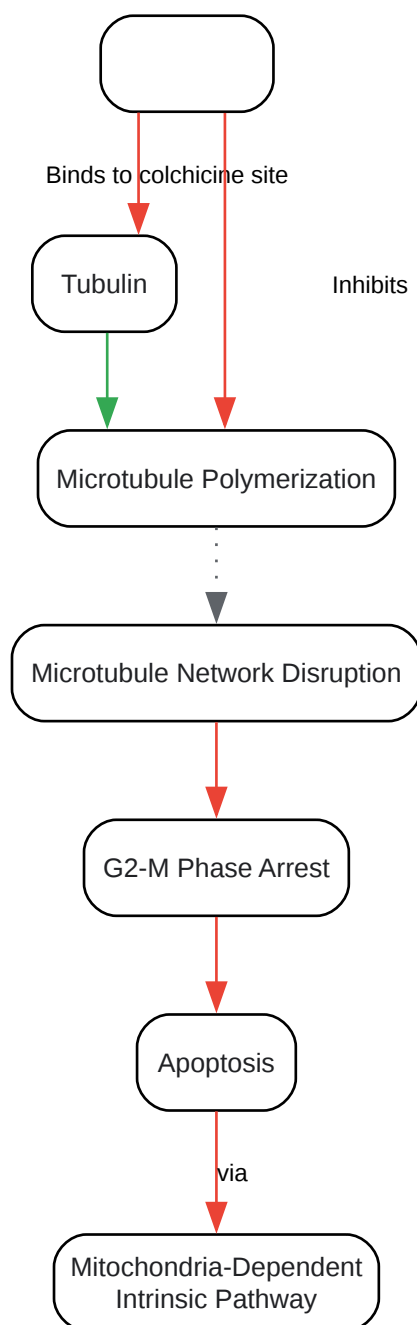 Binds to colchicine site
Tubulin
Inhibits
Microtubule Polymerization
Microtubule Network Disruption
G2-M Phase Arrest
Apoptosis
via
Mitochondria-Dependent
Intrinsic Pathway